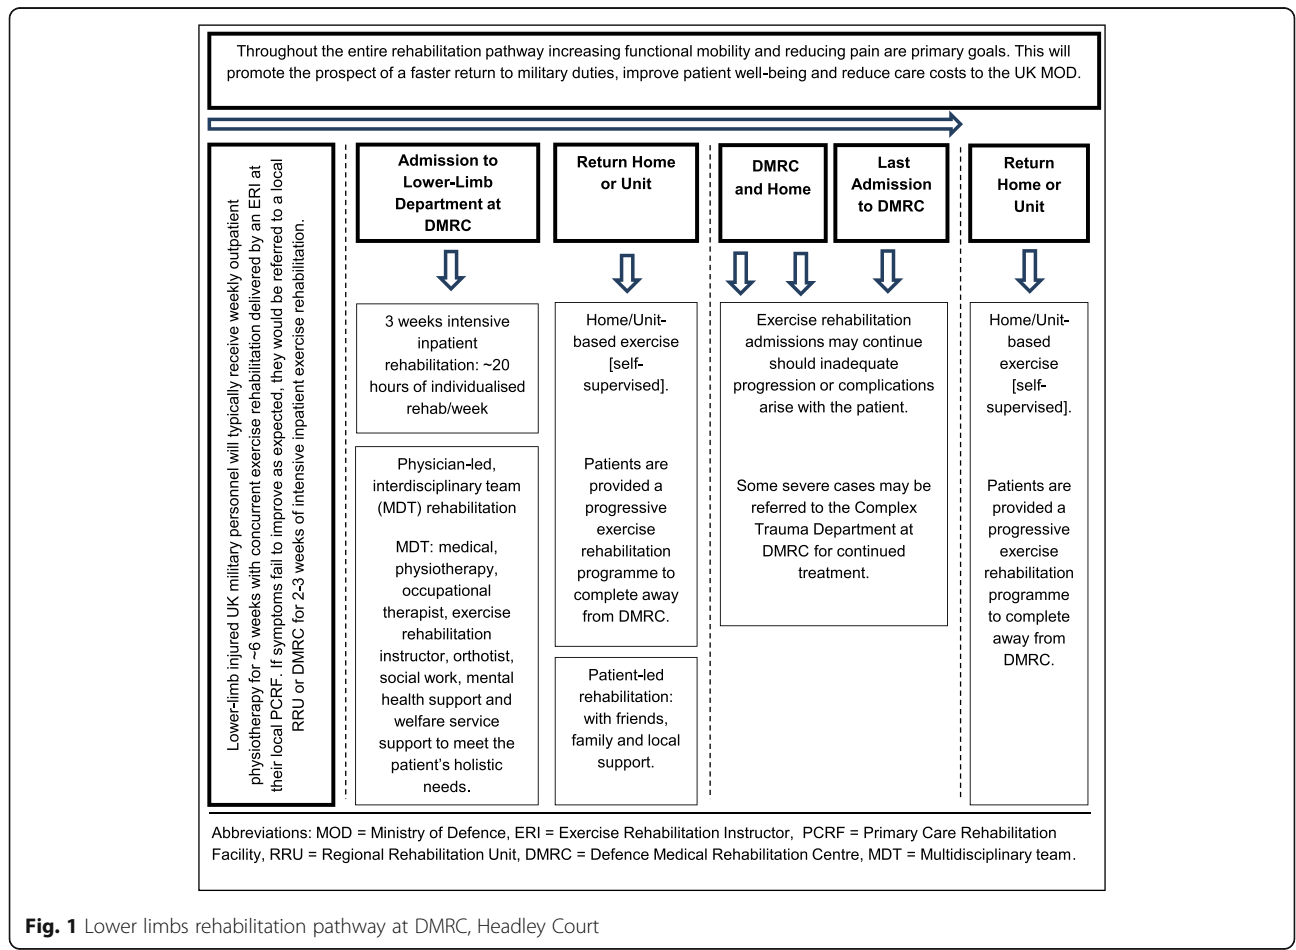 Throughout the entire rehabilitation pathway increasing functional mobility and reducing pain are primary goals. This will
promote the prospect of a faster return to military duties, improve patient well-being and reduce care costs to the UK MOD.
Lower-limb injured UK military personnel will typically receive weekly outpatient
physiotherapy for ~6 weeks with concurrent exercise rehabilitation delivered by an ERI at
their local PCRF. If symptoms fail to improve as expected, they would be referred to a local
RRU or DMRC for 2-3 weeks of intensive inpatient exercise rehabilitation.
Admission to
Lower-Limb
Department at
DMRC
3 weeks intensive
inpatient
rehabilitation: ~20
hours of individualised
rehab/week
Physician-led,
interdisciplinary team
(MDT) rehabilitation
MDT: medical,
physiotherapy,
occupational
therapist, exercise
rehabilitation
instructor, orthotist,
social work, mental
health support and
welfare service
support to meet the
patient's holistic
needs.
Return Home
or Unit
Home/Unit-
based exercise
[self-
supervised].
Patients are
provided a
progressive
exercise
rehabilitation
programme to
complete away
from DMRC.
Patient-led
rehabilitation:
with friends,
family and local
support.
DMRC
and Home
Last
Admission
to DMRC
Exercise rehabilitation
admissions may continue
should inadequate
progression or complications
arise with the patient.
Some severe cases may be
referred to the Complex
Trauma Department at
DMRC for continued
treatment.
Return
Home or
Unit
Home/Unit-
based
exercise
[self-
supervised].
Patients are
provided a
progressive
exercise
rehabilitation
programme
to complete
away from
DMRC.
Abbreviations: MOD = Ministry of Defence, ERI = Exercise Rehabilitation Instructor, PCRF = Primary Care Rehabilitation
Facility, RRU = Regional Rehabilitation Unit, DMRC = Defence Medical Rehabilitation Centre, MDT = Multidisciplinary team.
Fig. 1 Lower limbs rehabilitation pathway at DMRC, Headley Court